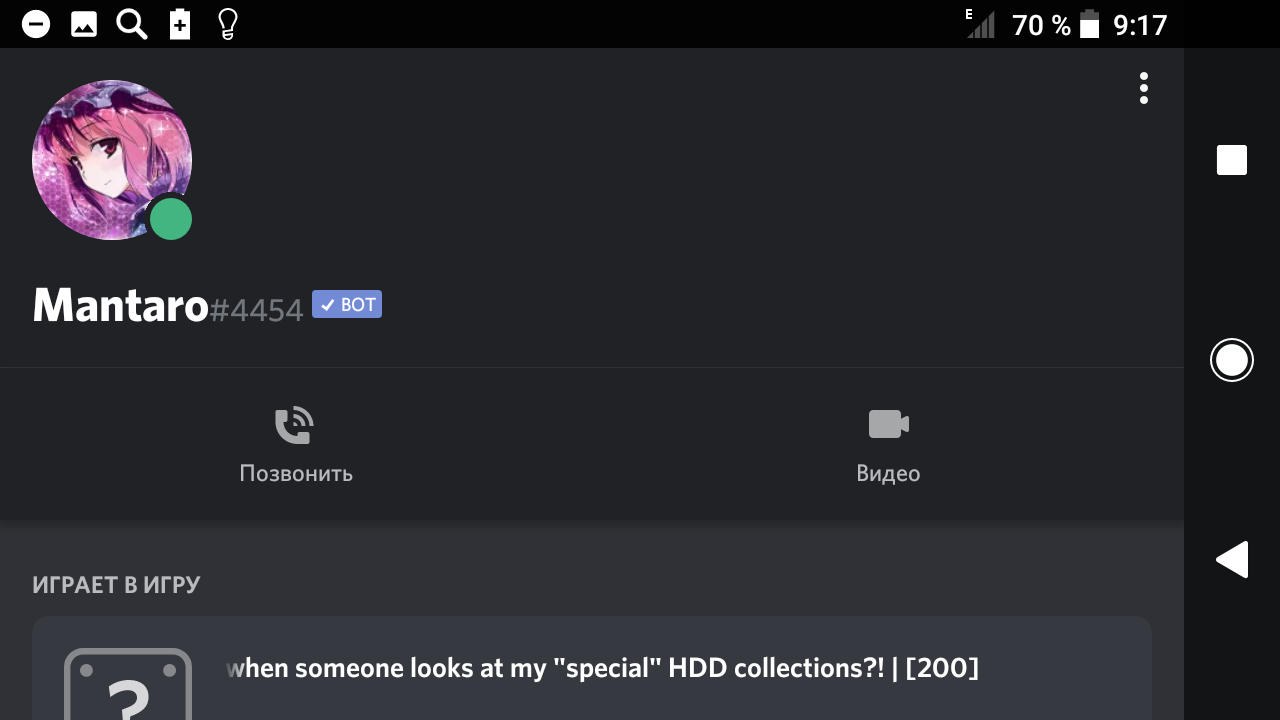 E 70 % 9:17
Mantaro#4454 BOT
Позвонить Видео
ИГРАЕТ В ИГРУ
when someone looks at my "special" HDD collections?! | [200]
?